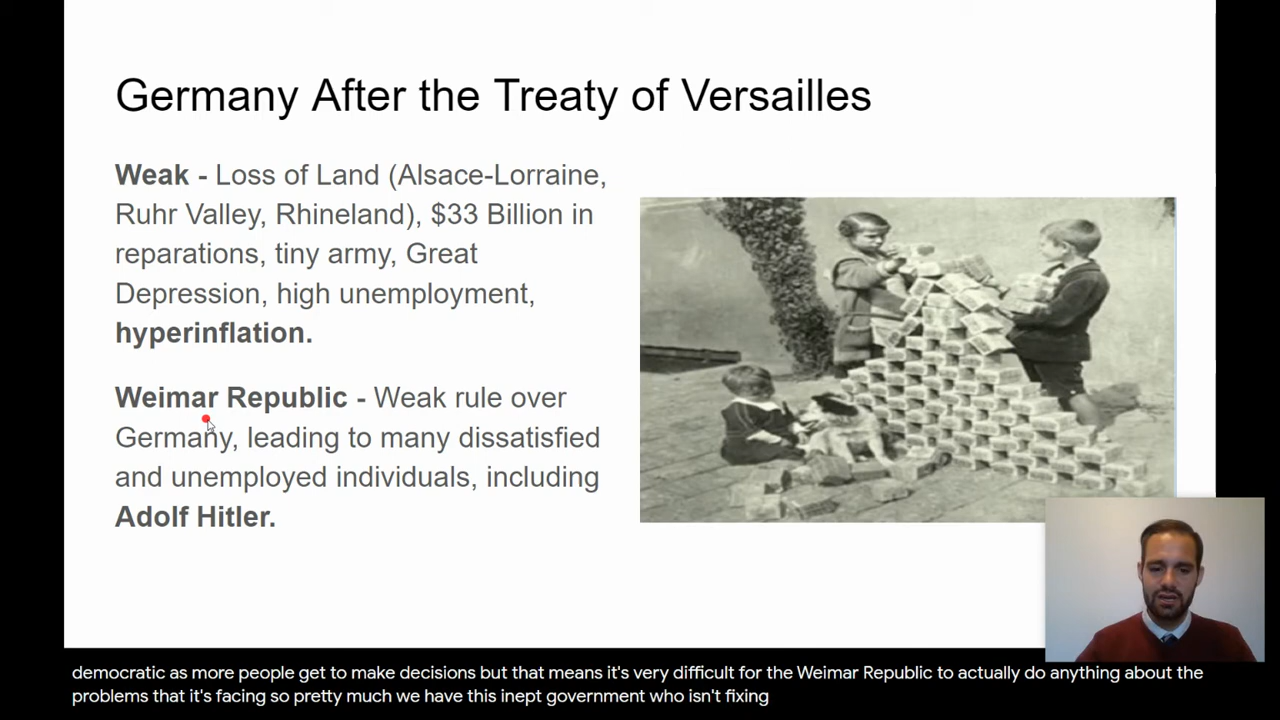 Germany After the Treaty of Versailles
Weak - Loss of Land (Alsace-Lorraine,
Ruhr Valley, Rhineland), $33 Billion in
reparations, tiny army, Great
Depression, high unemployment,
hyperinflation.
Weimar Republic - Weak rule over
Germany, leading to many dissatisfied
and unemployed individuals, including
Adolf Hitler.
democratic as more people get to make decisions but that means it's very difficult for the Weimar Republic to actually do anything about the
problems that it's facing so pretty much we have this inept government who isn't fixing